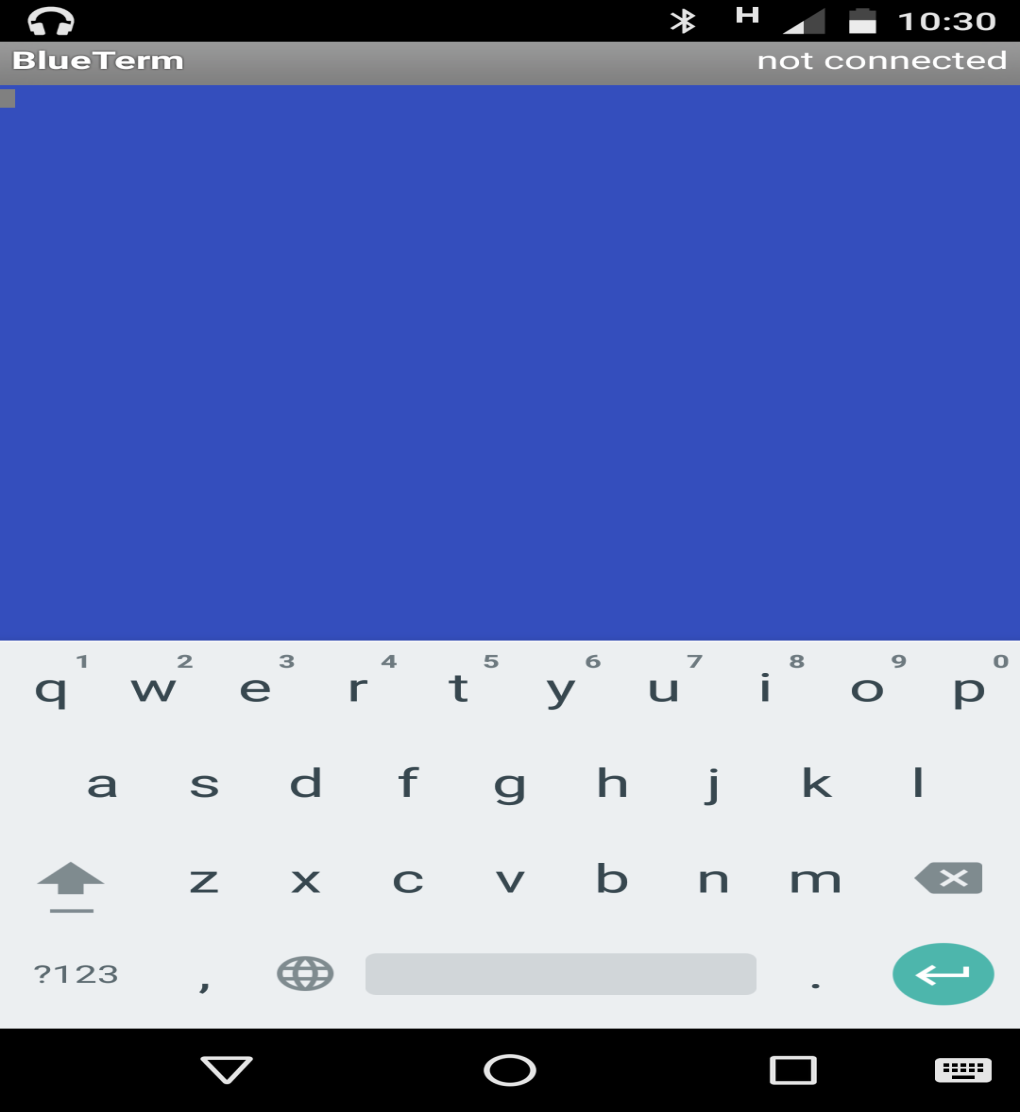 H 10:30
BlueTerm not connected
1 2 3 4 5 6 7 8 9 0
q w e r t y u i o p
a s d f g h j k l
z x c v b n m
?123 , .